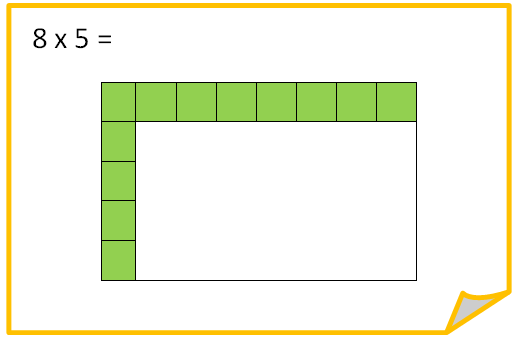 8 x 5 =